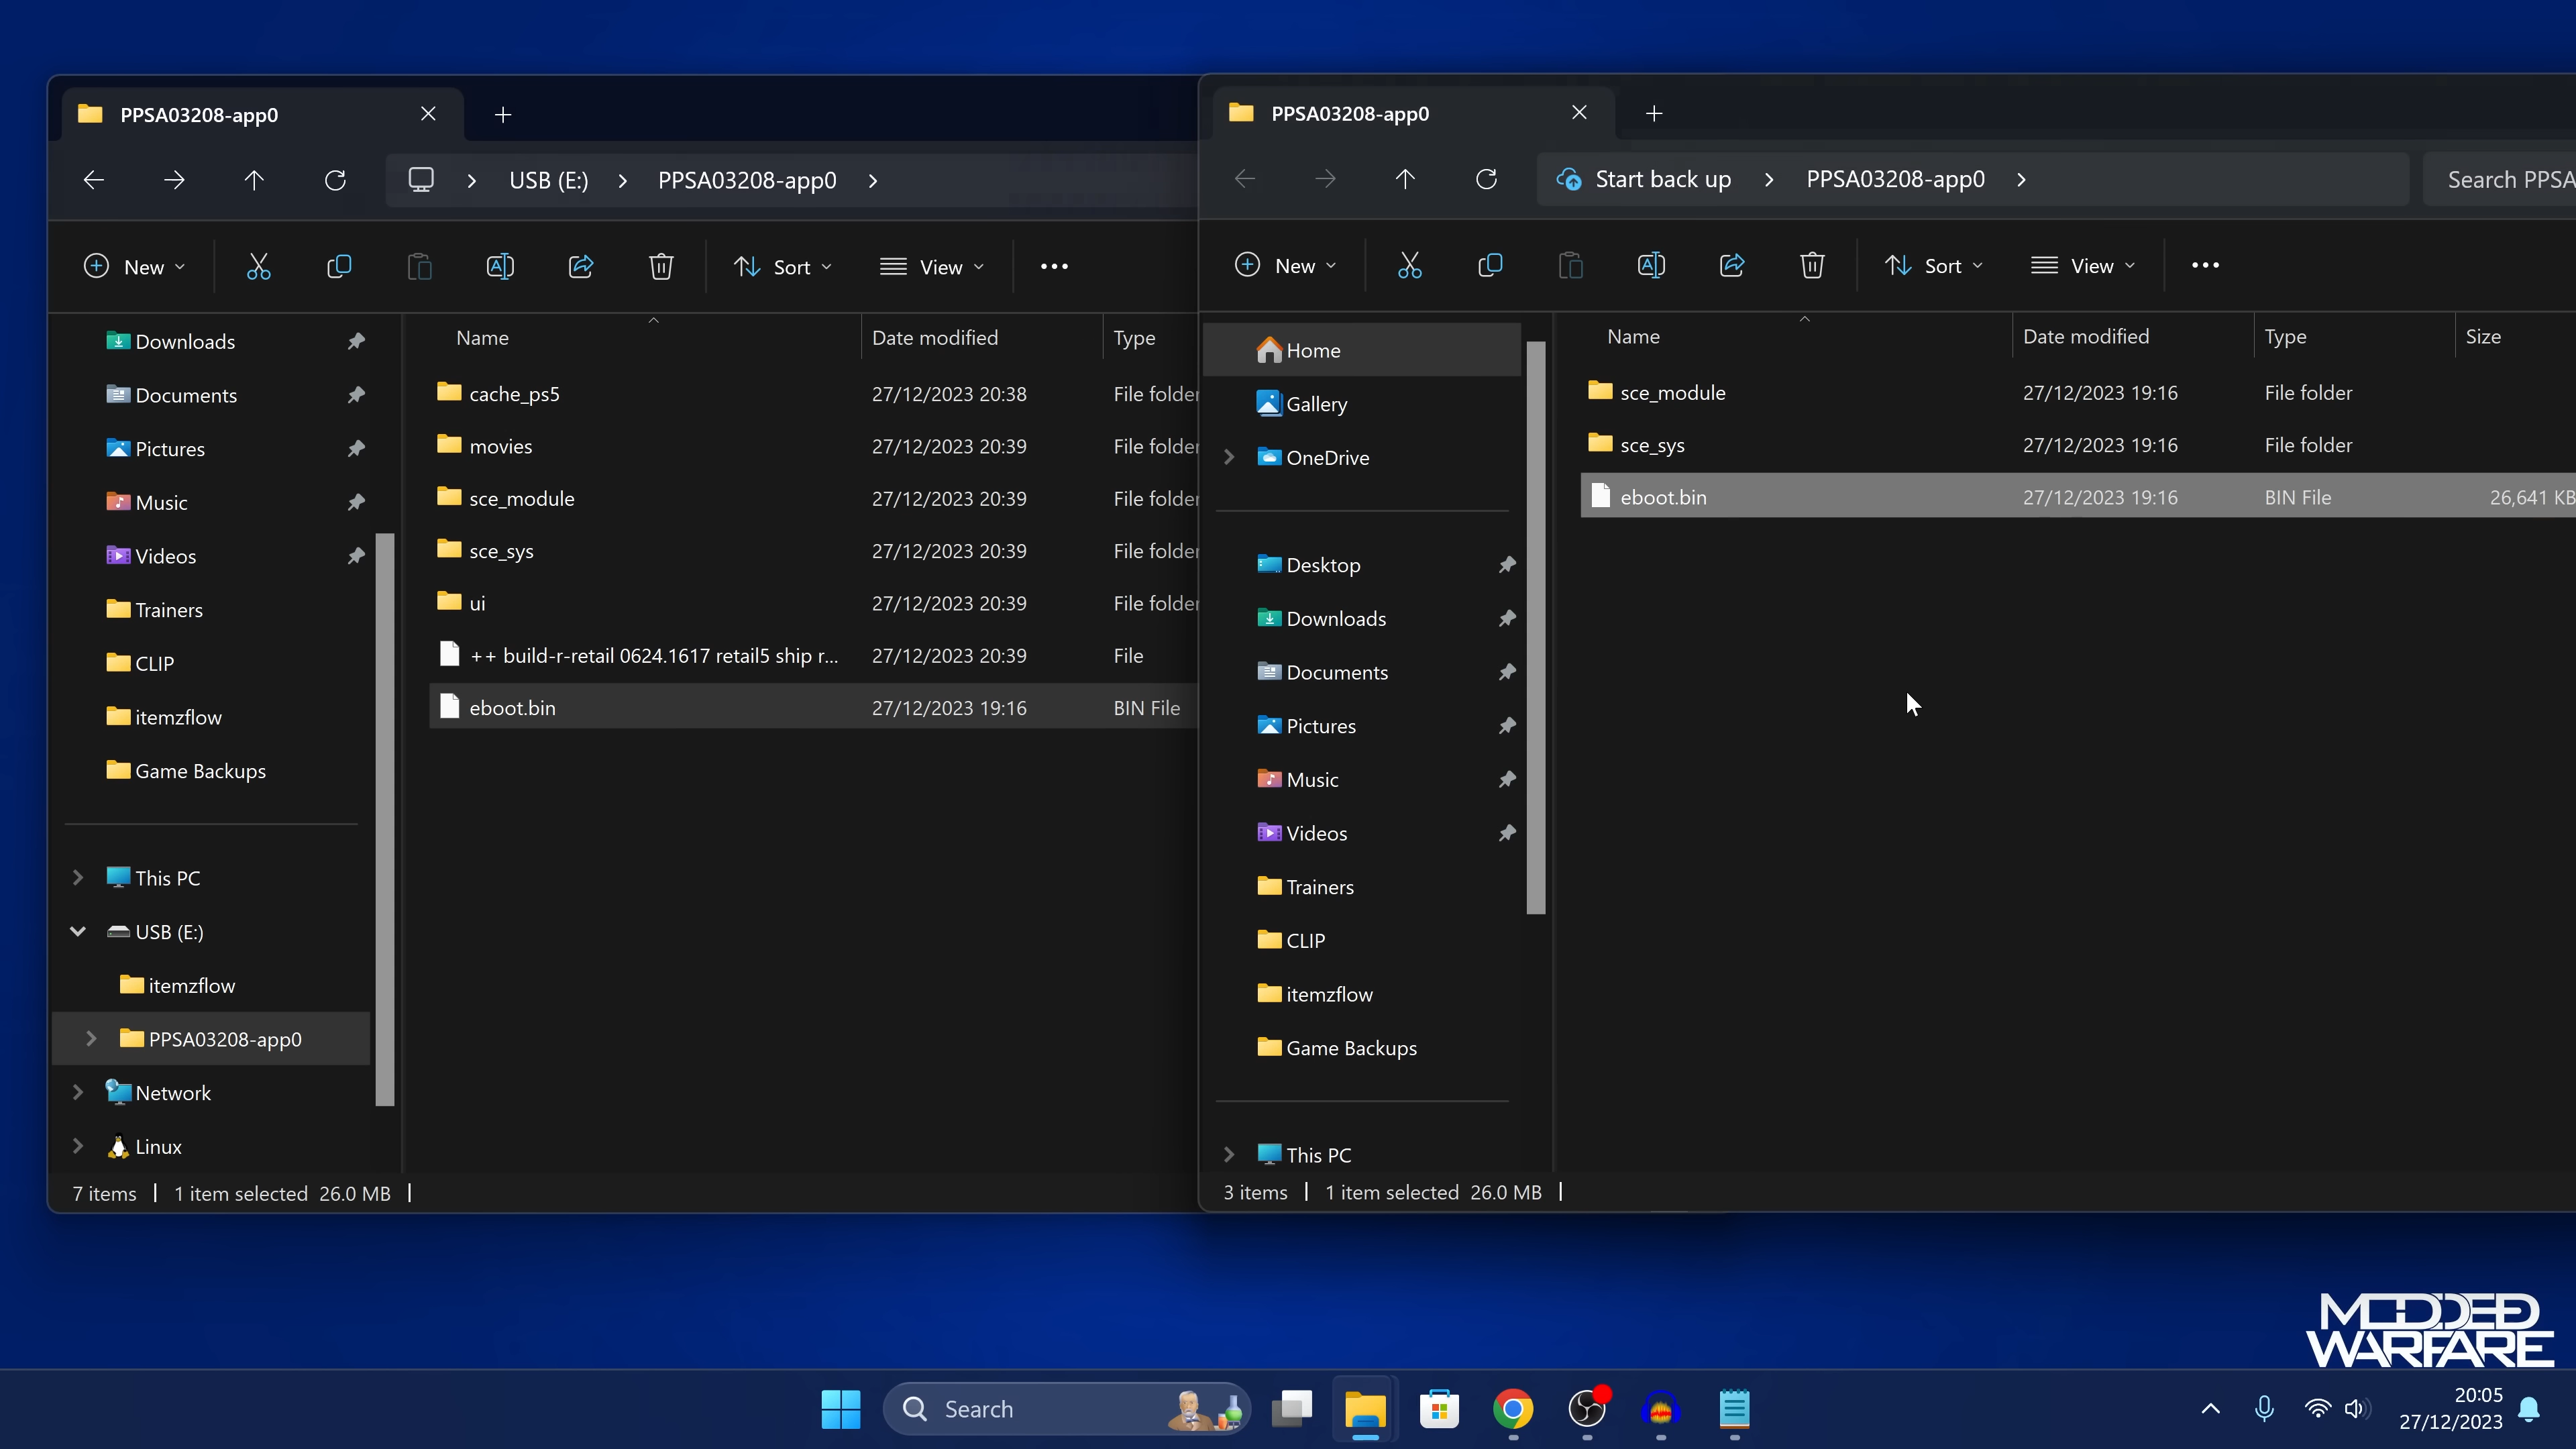 PPSA03208-app0
USB (E:)
PPSA03208-app0
New
Sort
View
Downloads
Documents
Pictures
Music
Videos
Trainers
CLIP
itemzflow
Game Backups
This PC
USB (E:)
itemzflow
PPSA03208-app0
Network
Linux
Name Date modified Type
cache_ps5 27/12/2023 20:38 File folder
movies 27/12/2023 20:39 File folder
sce_module 27/12/2023 20:39 File folder
sce_sys 27/12/2023 20:39 File folder
ui 27/12/2023 20:39 File folder
++ build-r-retail 0624.1617 retail5 ship r... 27/12/2023 20:39 File
eboot.bin 27/12/2023 19:16 BIN File
7 items 1 item selected 26.0 MB
PPSA03208-app0
Start back up
PPSA03208-app0
Search PPSA
New
Sort
View
Home
Gallery
OneDrive
Desktop
Downloads
Documents
Pictures
Music
Videos
Trainers
CLIP
itemzflow
Game Backups
This PC
Name Date modified Type Size
sce_module 27/12/2023 19:16 File folder
sce_sys 27/12/2023 19:16 File folder
eboot.bin 27/12/2023 19:16 BIN File 26,641 KB
3 items 1 item selected 26.0 MB
MODDED
WARFARE
Search
20:05
27/12/2023